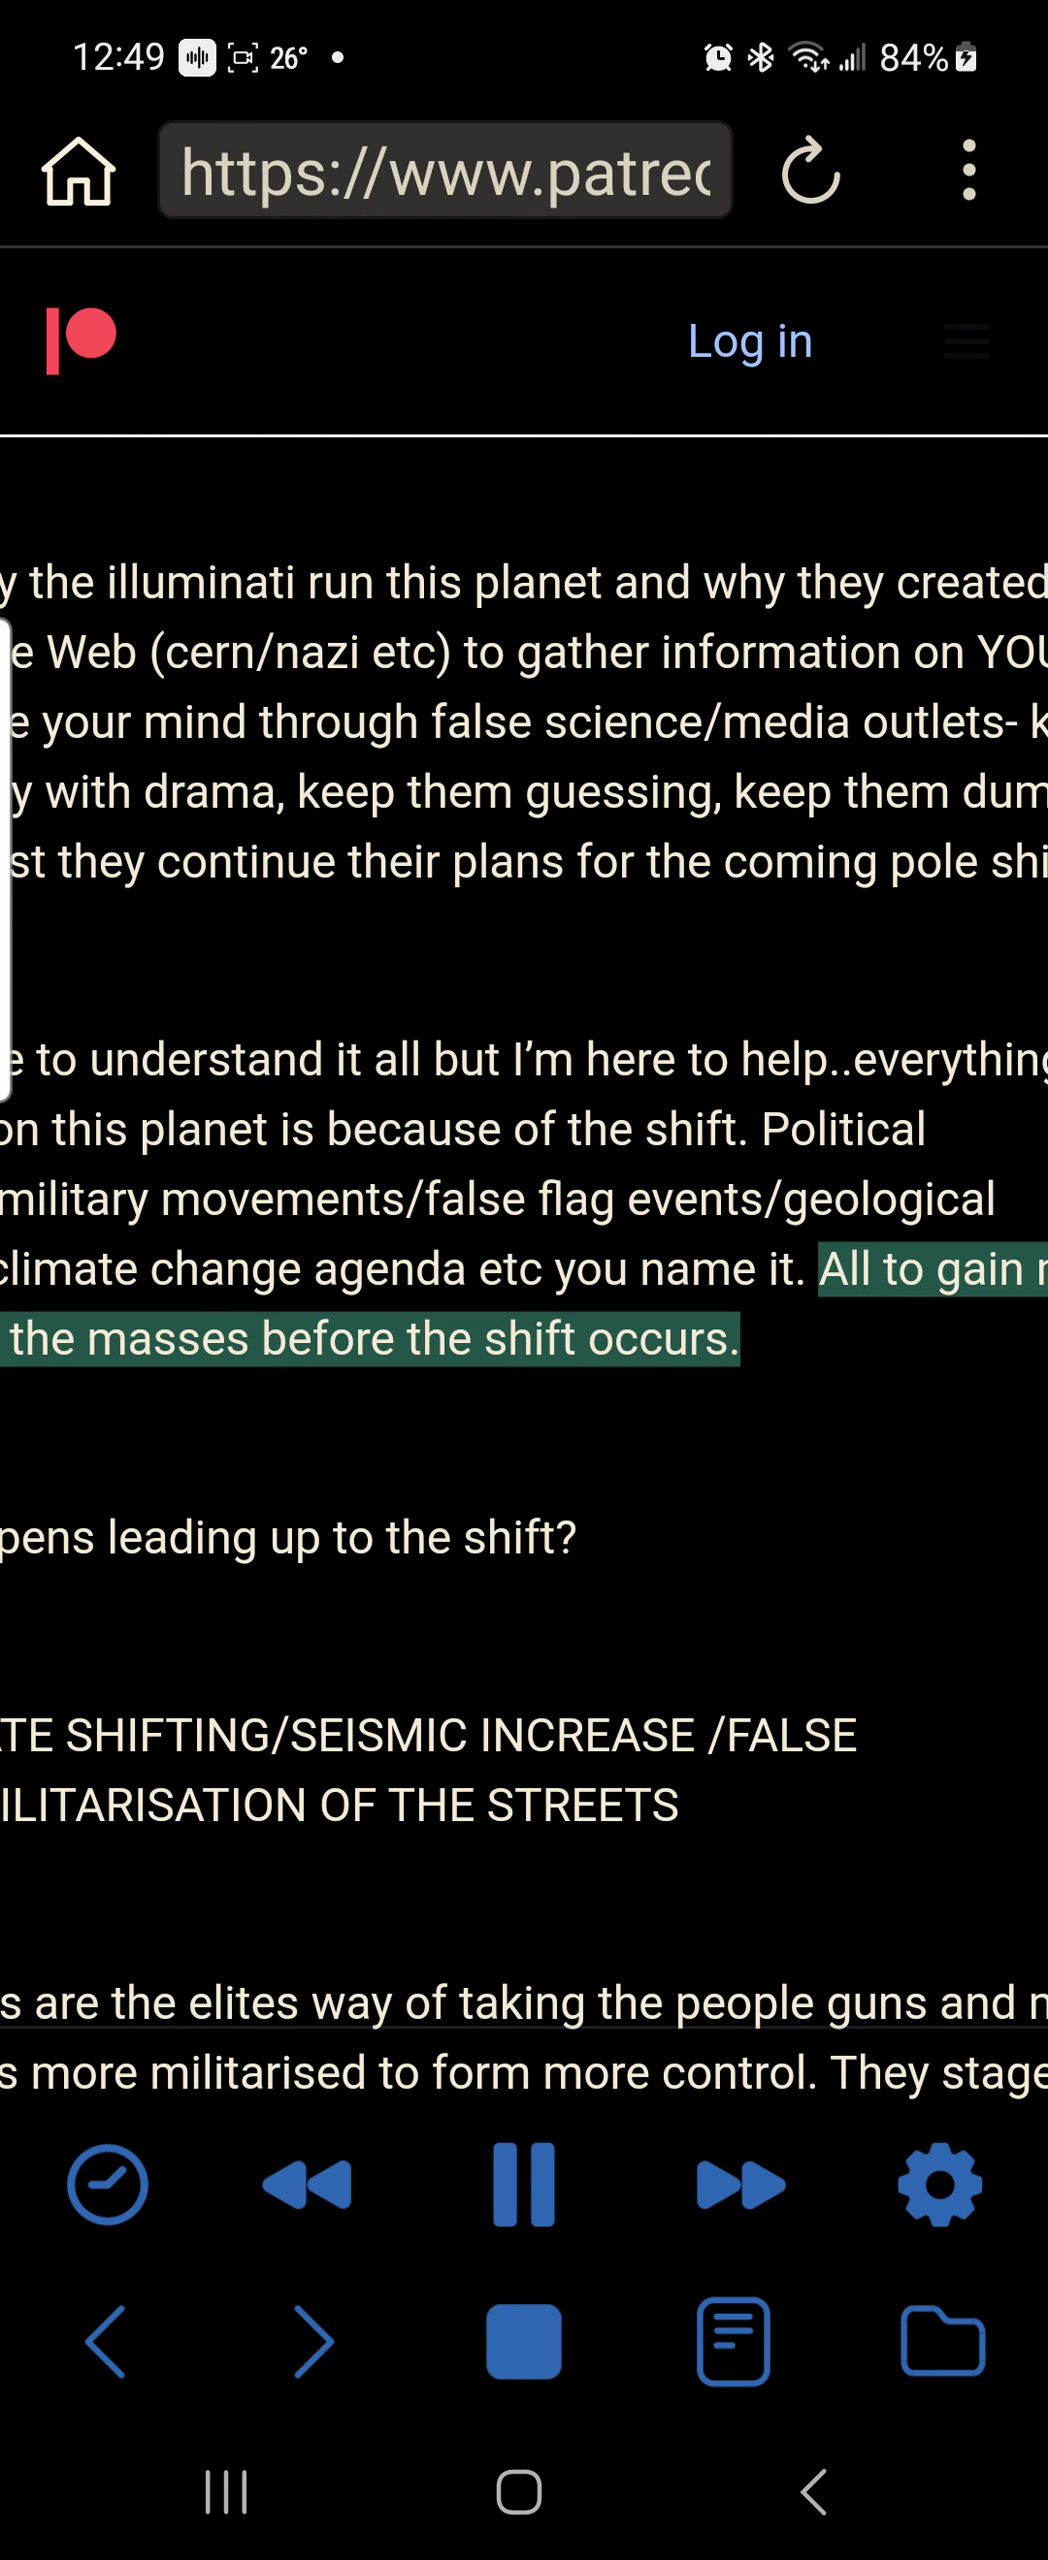 12:49 26° 84%
https://www.patrec
Log in
y the illuminati run this planet and why they created
e Web (cern/nazi etc) to gather information on YOU
e your mind through false science/media outlets- k
y with drama, keep them guessing, keep them dum
st they continue their plans for the coming pole shi
e to understand it all but I’m here to help..everything
on this planet is because of the shift. Political
military movements/false flag events/geological
climate change agenda etc you name it. All to gain
the masses before the shift occurs.
pens leading up to the shift?
TE SHIFTING/SEISMIC INCREASE /FALSE
ILITARISATION OF THE STREETS
s are the elites way of taking the people guns and
s more militarised to form more control. They stage